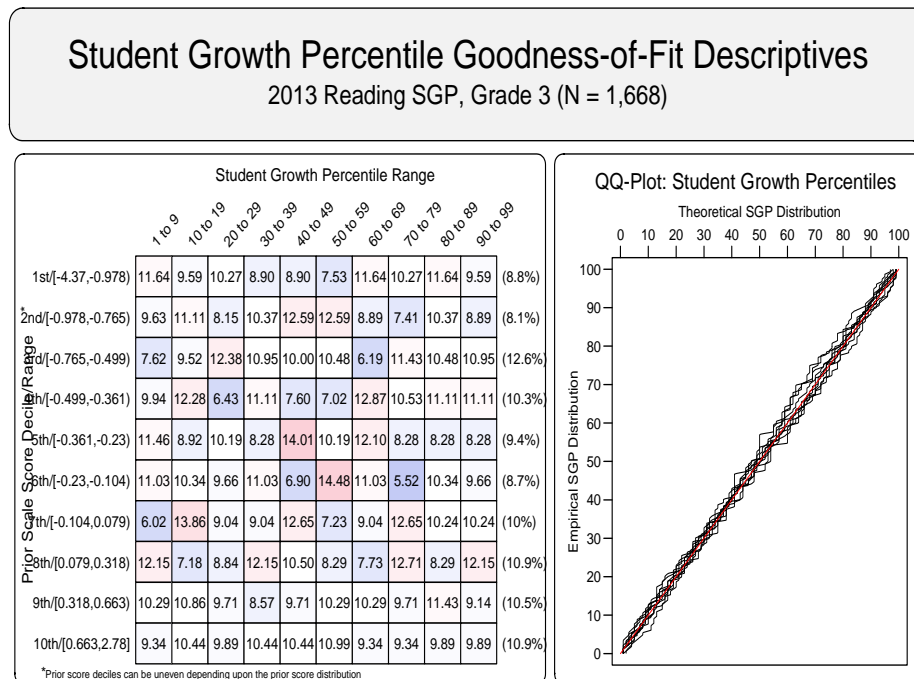 Student Growth Percentile Goodness-of-Fit Descriptives
2013 Reading SGP, Grade 3 (N = 1,668)
Student Growth Percentile Range
1 to 9 10 to 19 20 to 29 30 to 39 40 to 49 50 to 59 60 to 69 70 to 79 80 to 89 90 to 99
Prior Scale Score Decile/Range
1st/[-4.37,-0.978) 11.64 9.59 10.27 8.90 8.90 7.53 11.64 10.27 11.64 9.59 (8.8%)
*
2nd/[-0.978,-0.765) 9.63 11.11 8.15 10.37 12.59 12.59 8.89 7.41 10.37 8.89 (8.1%)
3rd/[-0.765,-0.499) 7.62 9.52 12.38 10.95 10.00 10.48 6.19 11.43 10.48 10.95 (12.6%)
4th/[-0.499,-0.361) 9.94 12.28 6.43 11.11 7.60 7.02 12.87 10.53 11.11 11.11 (10.3%)
5th/[-0.361,-0.23) 11.46 8.92 10.19 8.28 14.01 10.19 12.10 8.28 8.28 8.28 (9.4%)
6th/[-0.23,-0.104) 11.03 10.34 9.66 11.03 6.90 14.48 11.03 5.52 10.34 9.66 (8.7%)
7th/[-0.104,0.079) 6.02 13.86 9.04 9.04 12.65 7.23 9.04 12.65 10.24 10.24 (10%)
8th/[0.079,0.318) 12.15 7.18 8.84 12.15 10.50 8.29 7.73 12.71 8.29 12.15 (10.9%)
9th/[0.318,0.663) 10.29 10.86 9.71 8.57 9.71 10.29 10.29 9.71 11.43 9.14 (10.5%)
10th/[0.663,2.78] 9.34 10.44 9.89 10.44 10.44 10.99 9.34 9.34 9.89 9.89 (10.9%)
*Prior score deciles can be uneven depending upon the prior score distribution
QQ-Plot: Student Growth Percentiles
Theoretical SGP Distribution
0 10 20 30 40 50 60 70 80 90 100
Empirical SGP Distribution
100
90
80
70
60
50
40
30
20
10
0